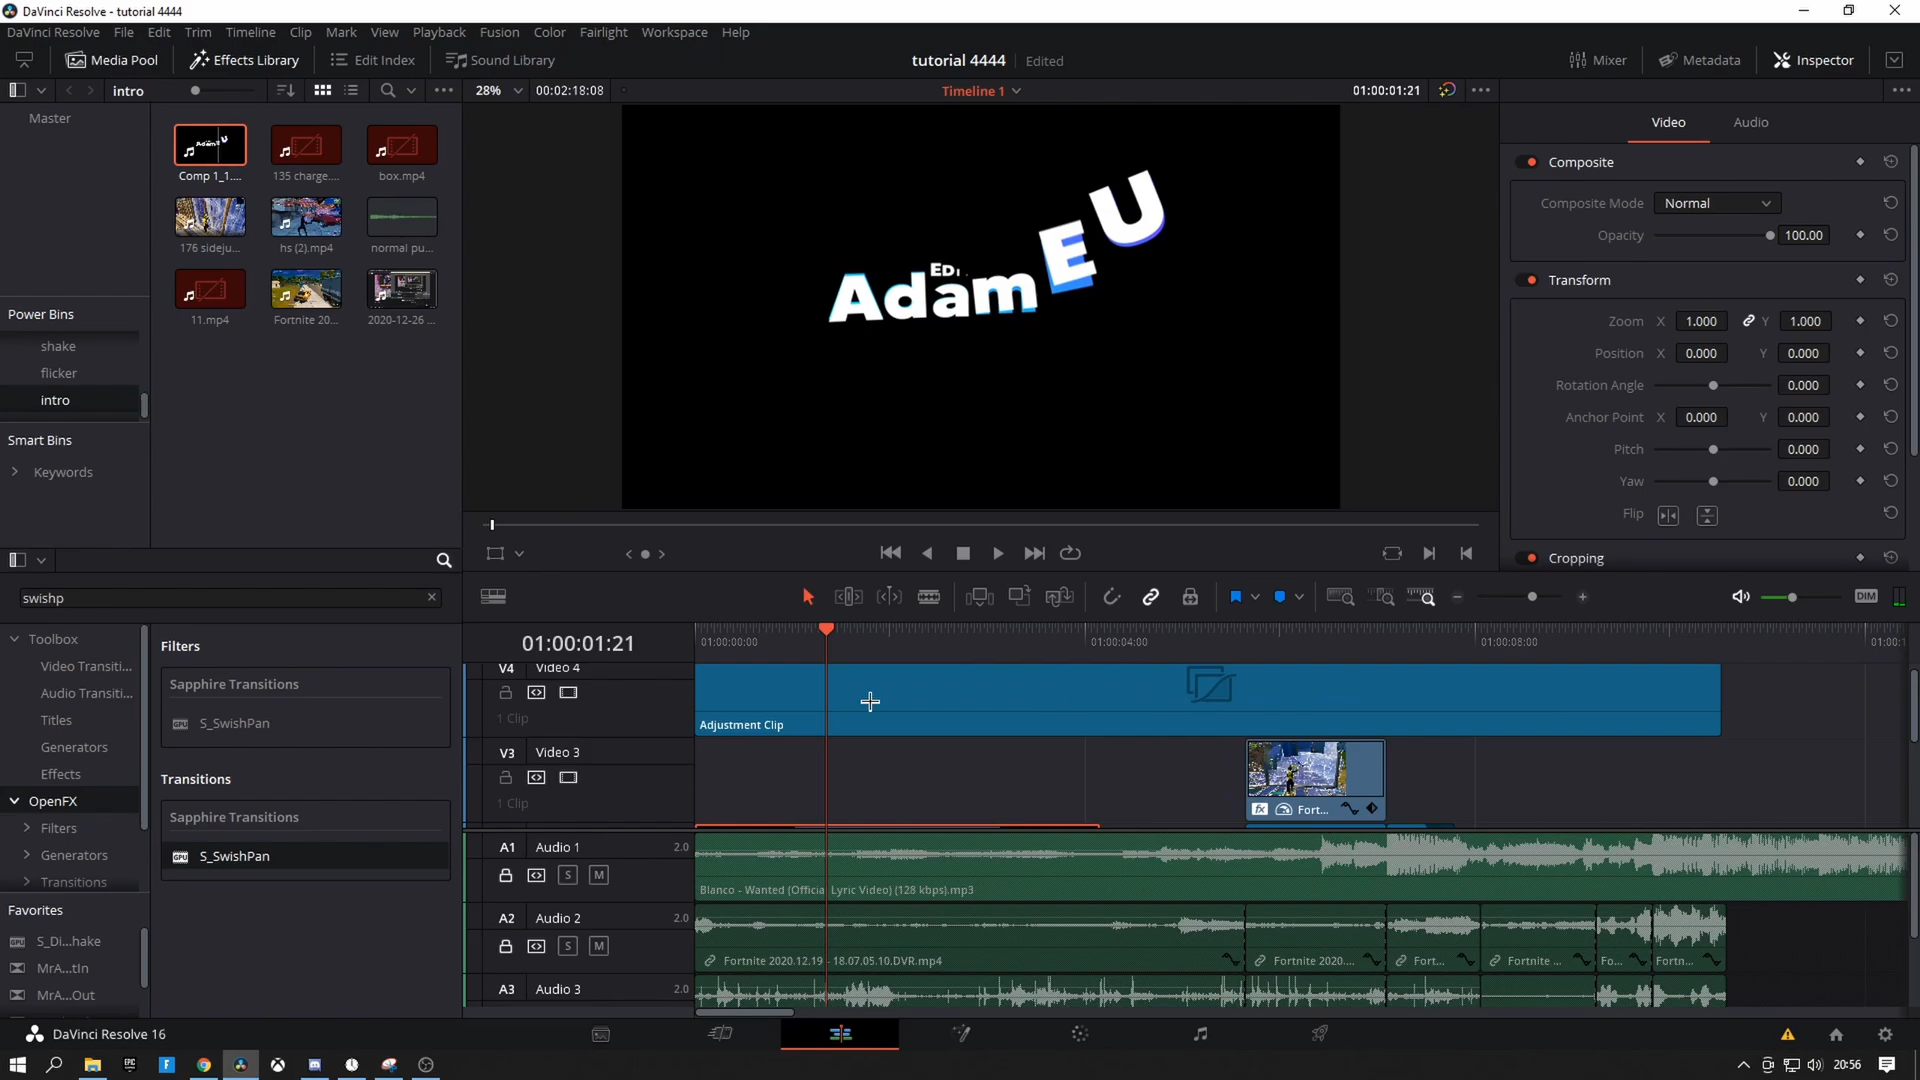 DaVinci Resolve - tutorial 4444
DaVinci Resolve File Edit Trim Timeline Clip Mark View Playback Fusion Color Fairlight Workspace Help
Media Pool Effects Library Edit Index Sound Library tutorial 4444 Edited Mixer Metadata Inspector
intro 28% 00:02:18:08 Timeline 1 01:00:01:21
Master
Comp 1_1.... 135 charge.... box.mp4
176 sideju... hs (2).mp4 normal pu...
11.mp4 Fortnite 20... 2020-12-26 ...
Power Bins
shake
flicker
intro
Smart Bins
Keywords
Adam E U
Video Audio
Composite
Composite Mode Normal
Opacity 100.00
Transform
Zoom X 1.000 Y 1.000
Position X 0.000 Y 0.000
Rotation Angle 0.000
Anchor Point X 0.000 Y 0.000
Pitch 0.000
Yaw 0.000
Flip
Cropping
swishp
Toolbox
Video Transiti...
Audio Transiti...
Titles
Generators
Effects
OpenFX
Filters
Generators
Transitions
Favorites
S_Di...hake
MrA...tIn
MrA...Out
Filters
Sapphire Transitions
S_SwishPan
Transitions
Sapphire Transitions
S_SwishPan
DIM
01:00:01:21 01:00:00:00 01:00:04:00 01:00:08:00
V4 Video 4
1 Clip
Adjustment Clip
V3 Video 3
1 Clip
fx Fort...
A1 Audio 1 2.0
S M
Blanco - Wanted (Official Lyric Video) (128 kbps).mp3
A2 Audio 2 2.0
S M
Fortnite 2020.12.19 - 18.07.05.10.DVR.mp4 Fortnite 2020.... Fort... Fortnite ... Fo... Fortn...
A3 Audio 3 2.0
DaVinci Resolve 16
20:56